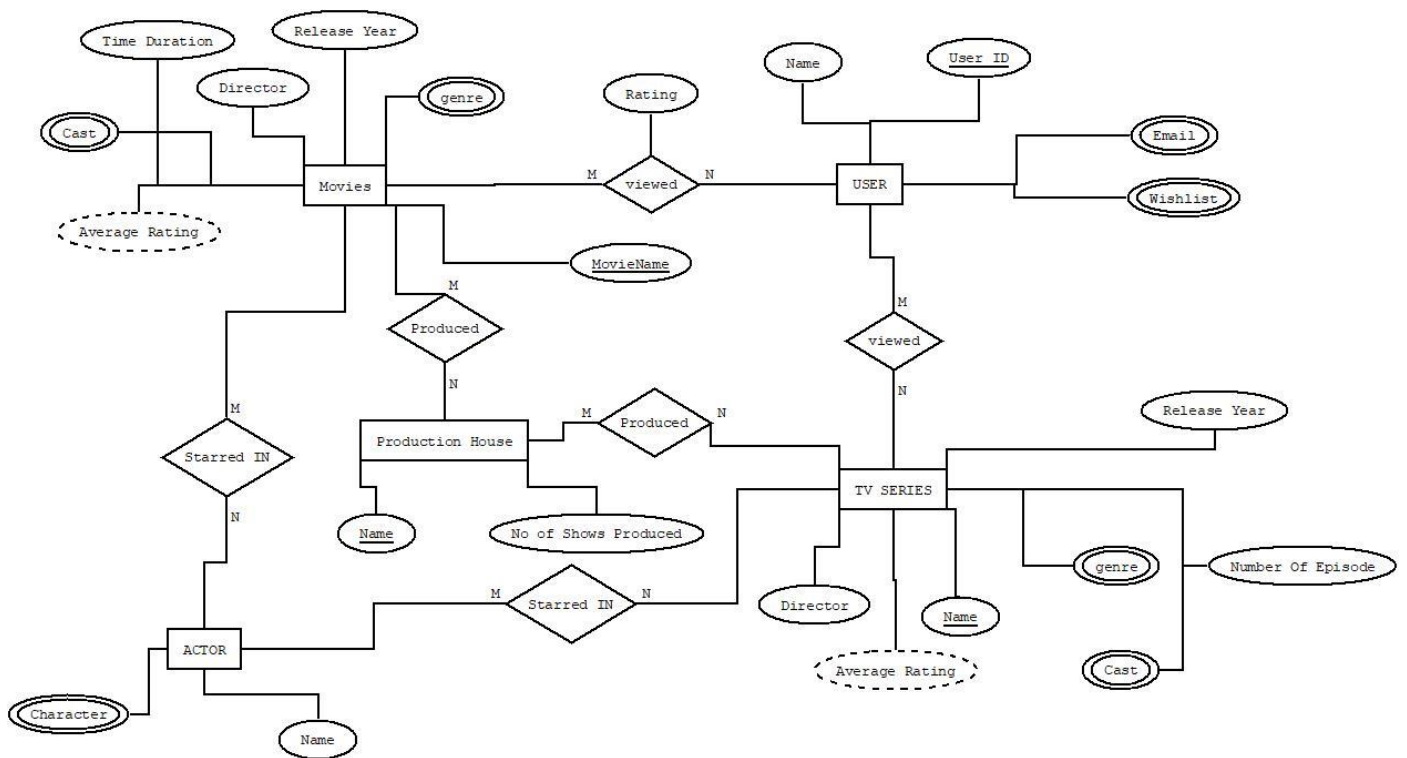 Time Duration
Release Year
Director
genre
Cast
Average Rating
Movies
MovieName
Rating
M
viewed
N
Name
User ID
USER
Email
Wishlist
M
Produced
N
M
viewed
N
M
Starred IN
N
Production House
M
Produced
N
Name
No of Shows Produced
TV SERIES
Release Year
genre
Number Of Episode
Cast
Director
Average Rating
Name
M
Starred IN
N
ACTOR
Character
Name